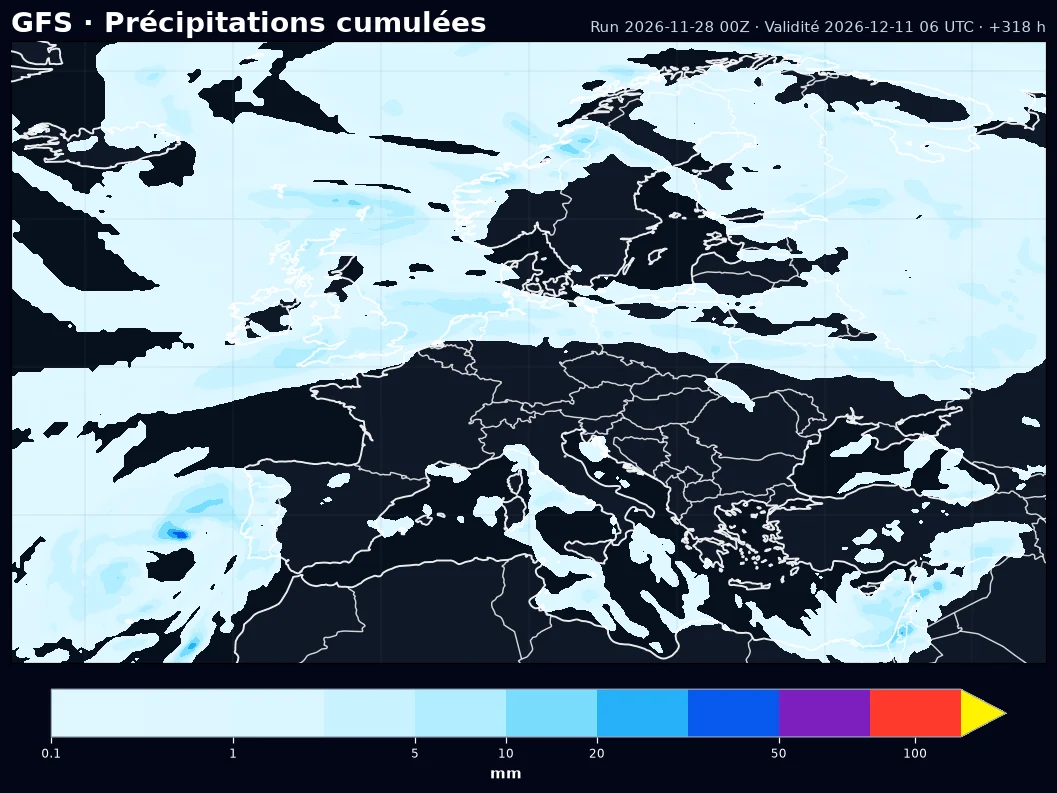 GFS · Précipitations cumulées
Run 2026-11-28 00Z · Validité 2026-12-11 06 UTC · +318 h
0.1 1 5 10 20 50 100
mm